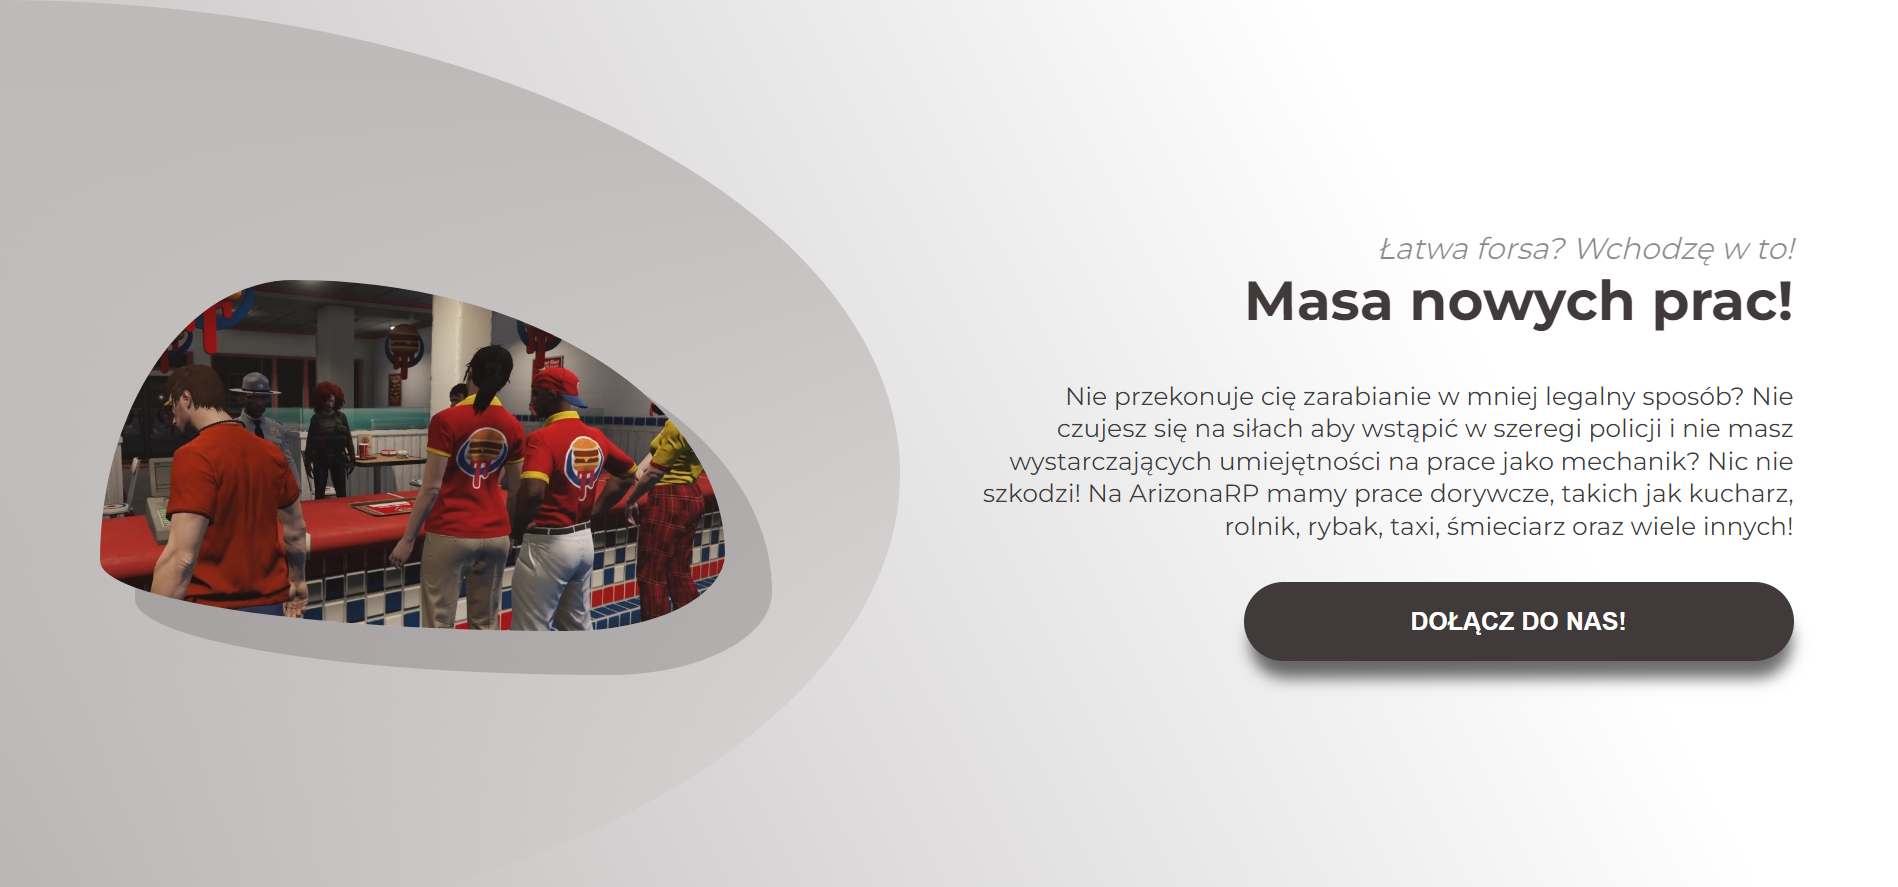 Łatwa forsa? Wchodzę w to!
Masa nowych prac!
Nie przekonuje cię zarabianie w mniej legalny sposób? Nie
czujesz się na siłach aby wstąpić w szeregi policji i nie masz
wystarczających umiejętności na prace jako mechanik? Nic nie
szkodzi! Na ArizonaRP mamy prace dorywcze, takich jak kucharz,
rolnik, rybak, taxi, śmieciarz oraz wiele innych!
DOŁĄCZ DO NAS!